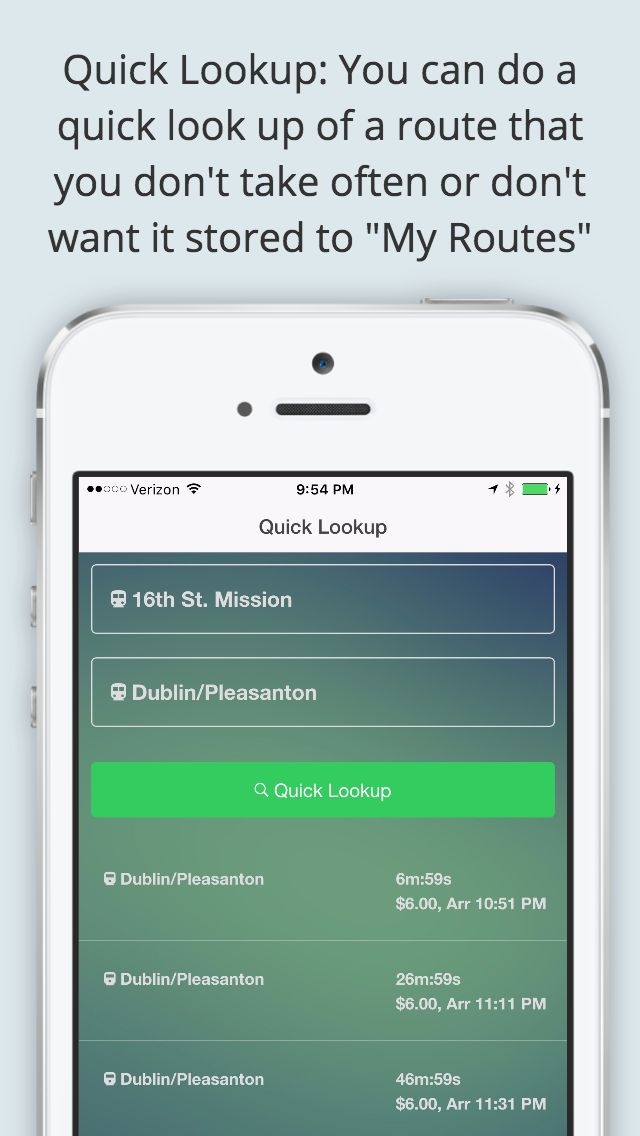 Quick Lookup: You can do a
quick look up of a route that
you don't take often or don't
want it stored to "My Routes"
Verizon 9:54 PM
Quick Lookup
16th St. Mission
Dublin/Pleasanton
Quick Lookup
Dublin/Pleasanton 6m:59s
$6.00, Arr 10:51 PM
Dublin/Pleasanton 26m:59s
$6.00, Arr 11:11 PM
Dublin/Pleasanton 46m:59s
$6.00, Arr 11:31 PM